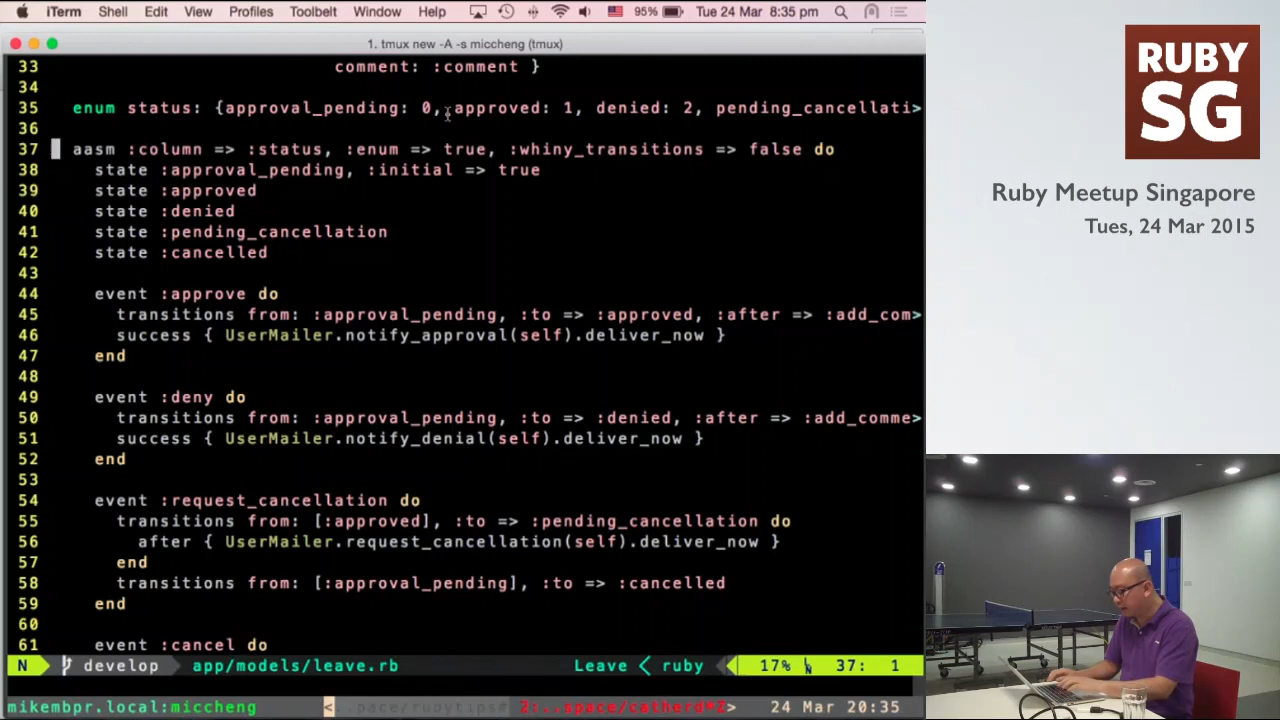 iTerm Shell Edit View Profiles Toolbelt Window Help 95% Tue 24 Mar 8:35 pm
1. tmux new -A -s miccheng (tmux)
33 comment: :comment }
34
35 enum status: {approval_pending: 0, approved: 1, denied: 2, pending_cancellati>
36
37 aasm :column => :status, :enum => true, :whiny_transitions => false do
38 state :approval_pending, :initial => true
39 state :approved
40 state :denied
41 state :pending_cancellation
42 state :cancelled
43
44 event :approve do
45 transitions from: :approval_pending, :to => :approved, :after => :add_com>
46 success { UserMailer.notify_approval(self).deliver_now }
47 end
48
49 event :deny do
50 transitions from: :approval_pending, :to => :denied, :after => :add_comme>
51 success { UserMailer.notify_denial(self).deliver_now }
52 end
53
54 event :request_cancellation do
55 transitions from: [:approved], :to => :pending_cancellation do
56 after { UserMailer.request_cancellation(self).deliver_now }
57 end
58 transitions from: [:approval_pending], :to => :cancelled
59 end
60
61 event :cancel do
N develop app/models/leave.rb Leave < ruby 17% 37: 1
mikembpr.local:miccheng <..pace/rubytips# 2:..space/catherd*Z> 24 Mar 20:35
RUBY
SG
Ruby Meetup Singapore
Tues, 24 Mar 2015